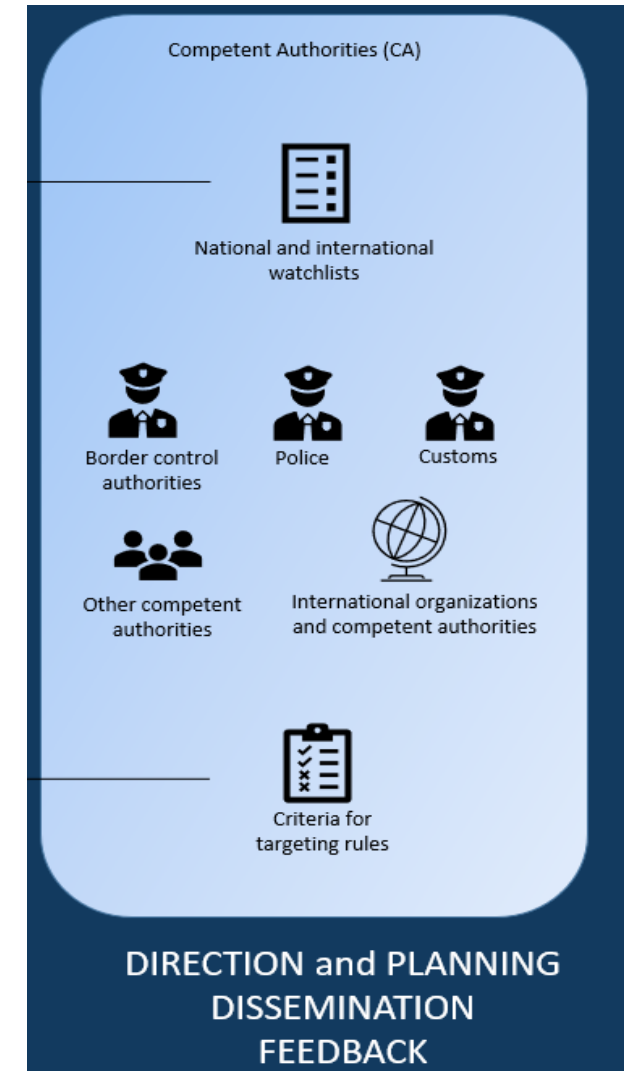 Competent Authorities (CA)
National and international
watchlists
Border control
authorities
Police
Customs
Other competent
authorities
International organizations
and competent authorities
Criteria for
targeting rules
DIRECTION and PLANNING
DISSEMINATION
FEEDBACK